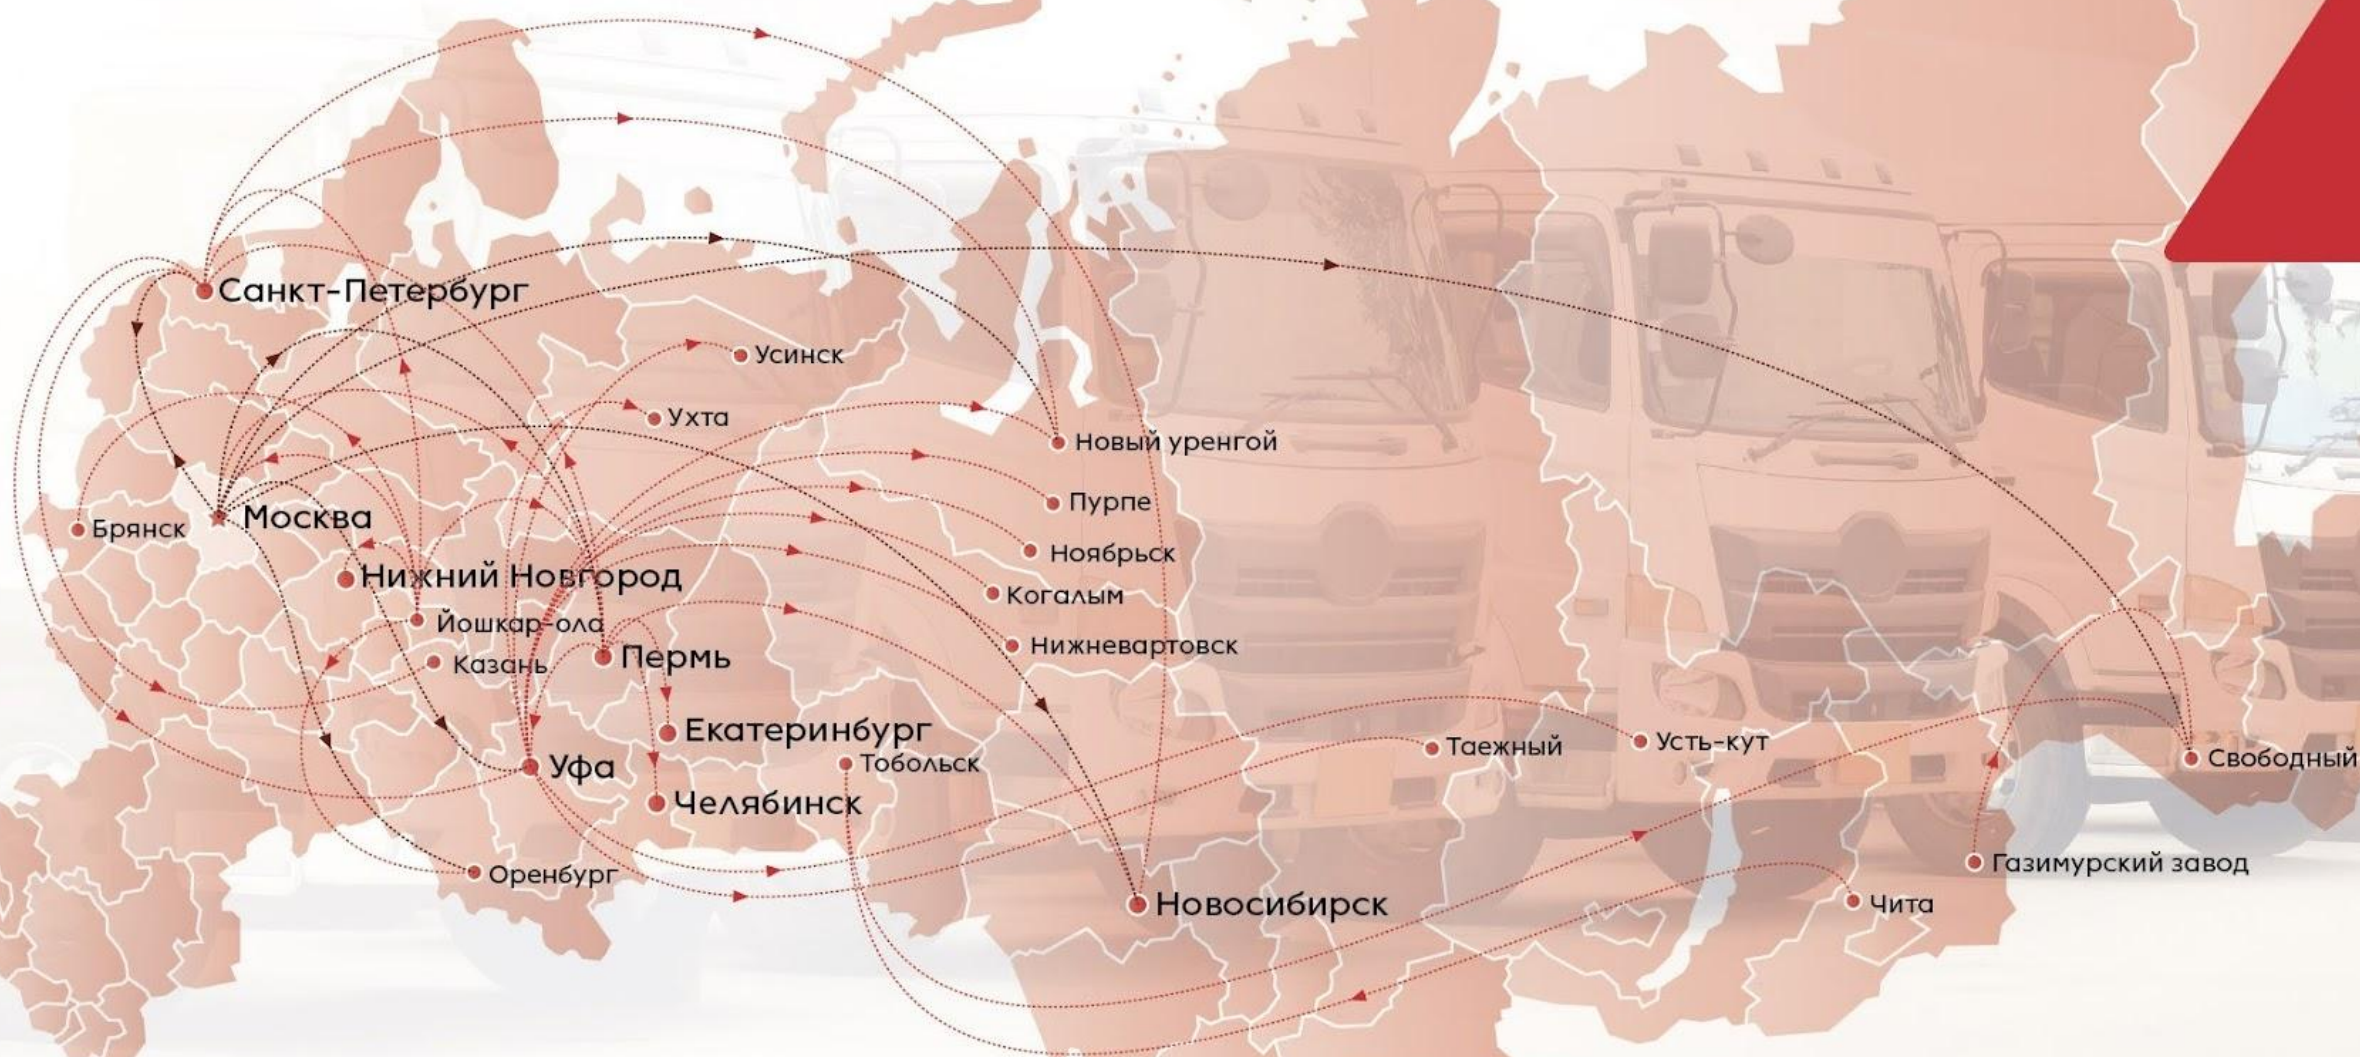 Санкт-Петербург
Усинск
Ухта
Новый уренгой
Пурпе
Москва
Брянск
Ноябрьск
Нижний Новгород
Когалым
Йошкар-ола
Нижневартовск
Казань
Пермь
Екатеринбург
Усть-кут
Таежный
Свободный
Тобольск
Уфа
Челябинск
Газимурский завод
Оренбург
Новосибирск
Чита